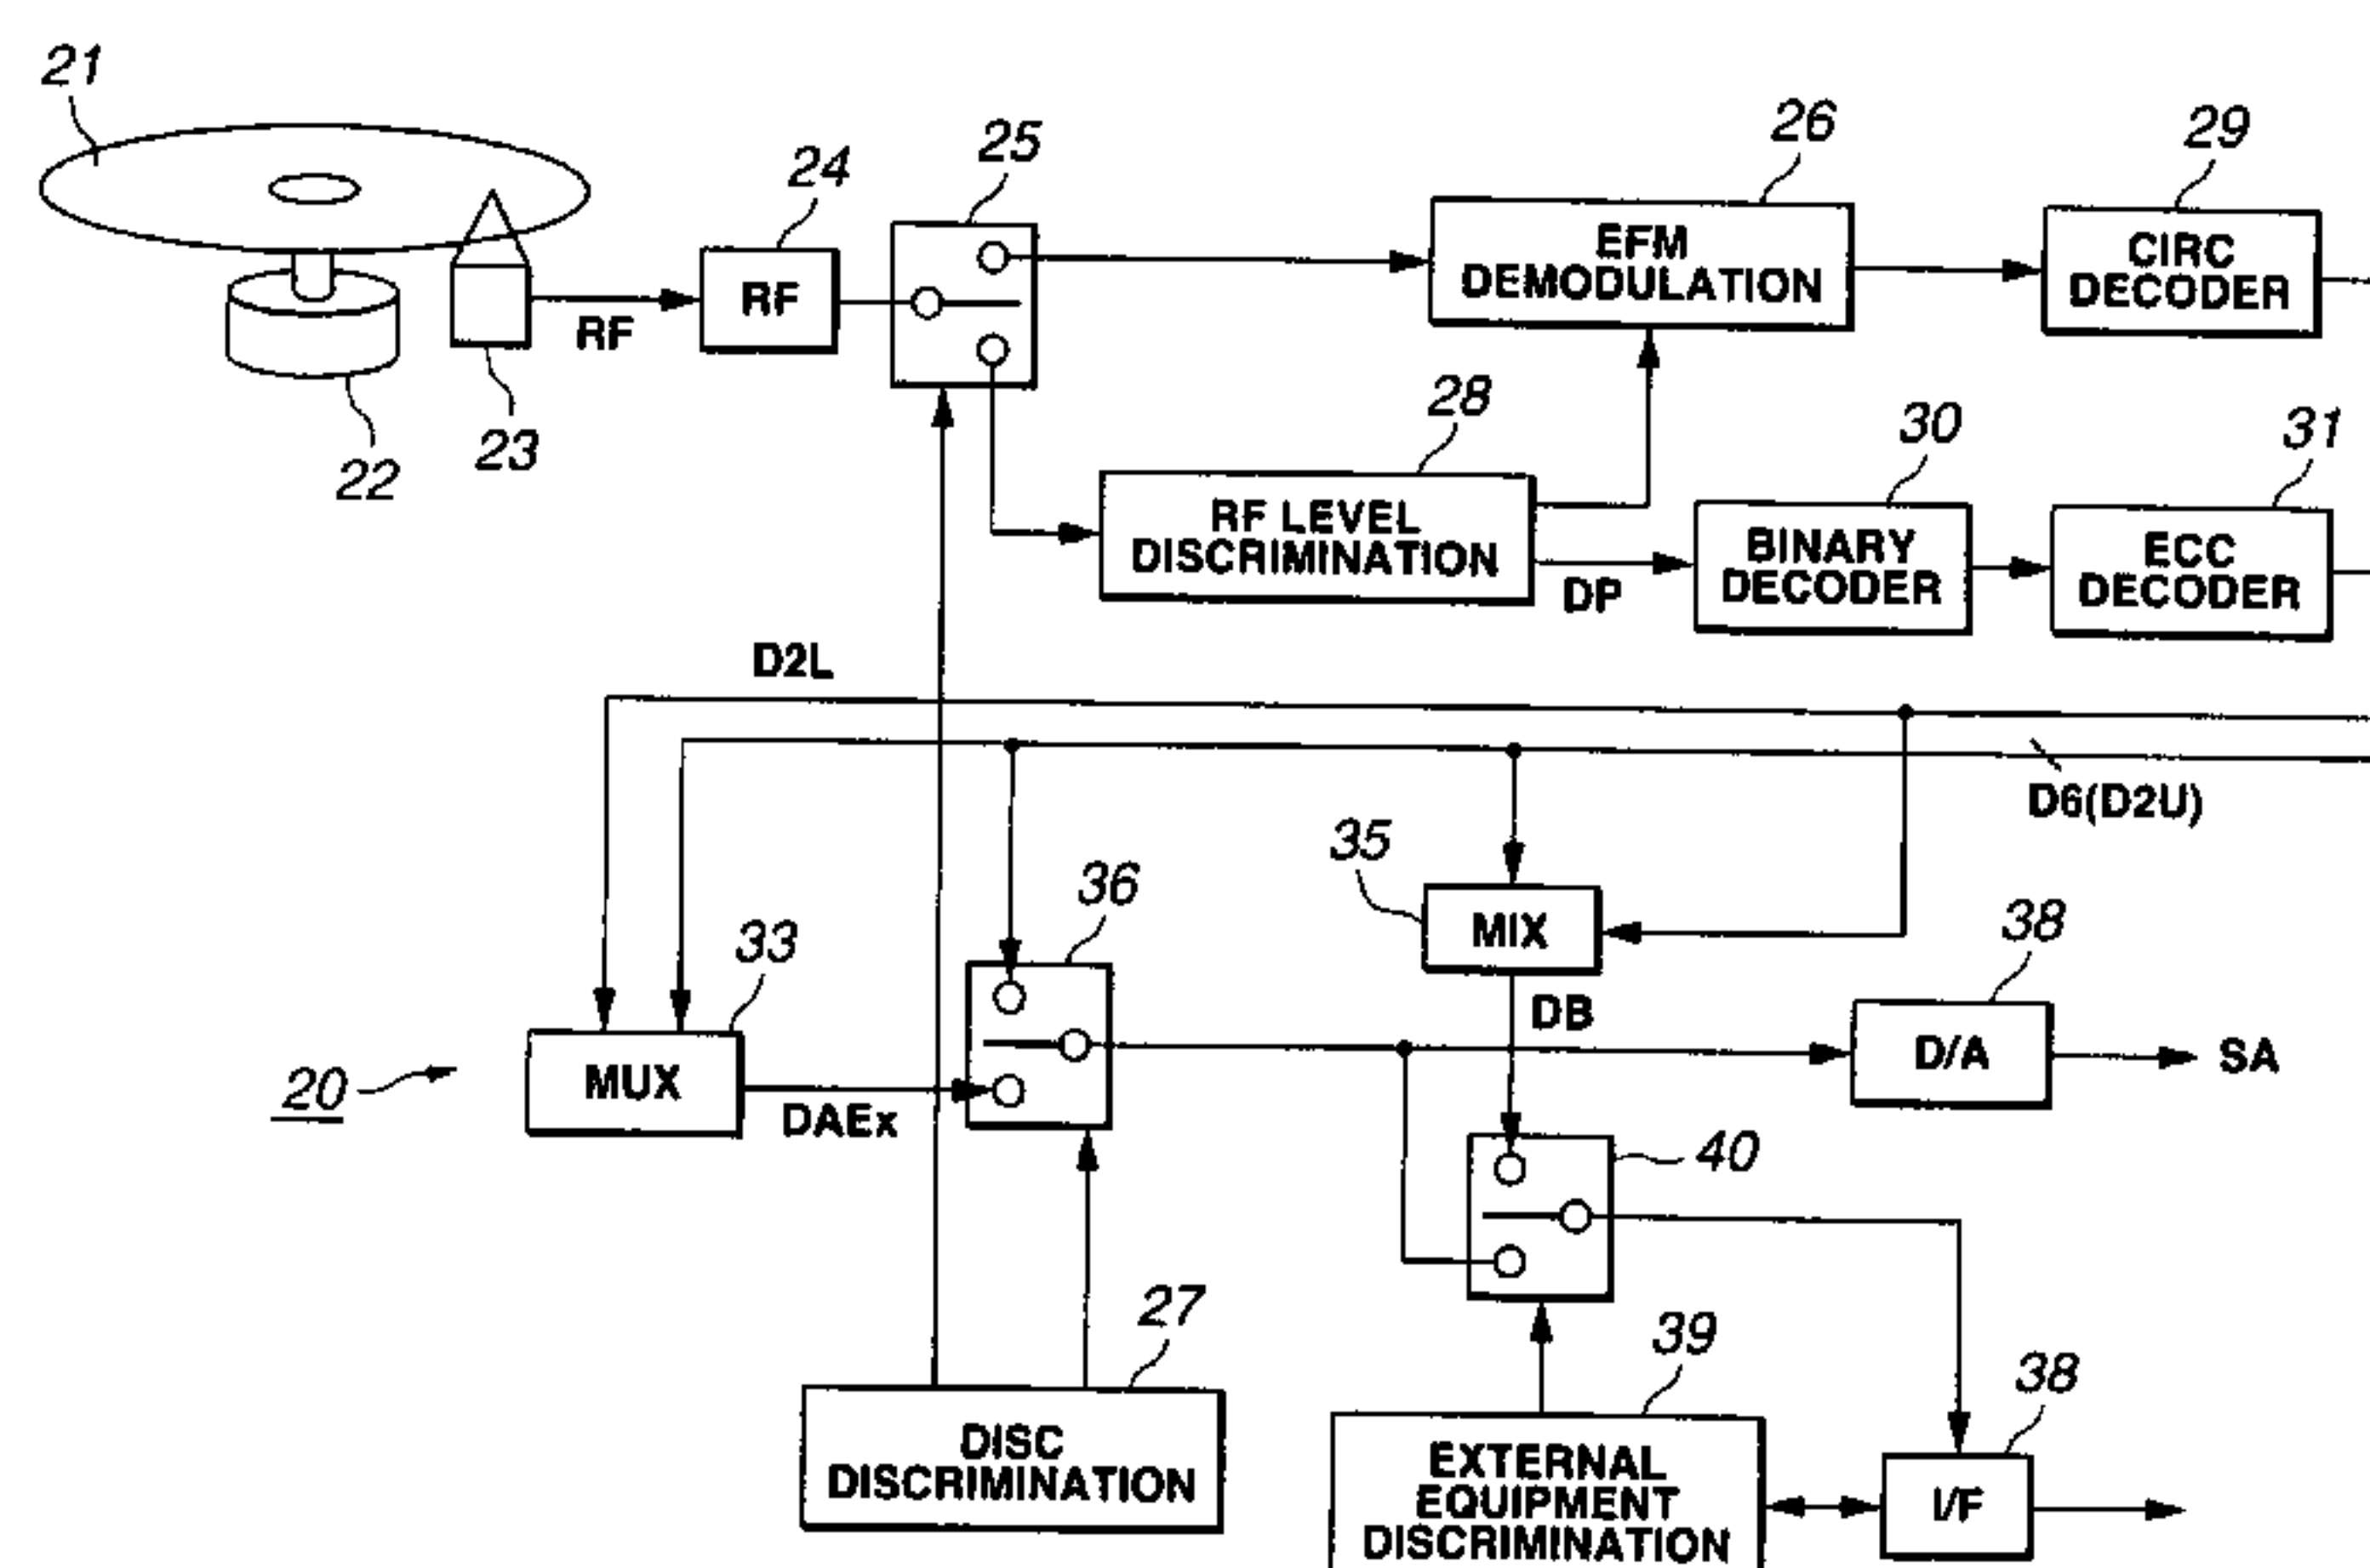 21
22
23
RF
24
RF
25
26
EFM
DEMODULATION
29
CIRC
DECODER
28
RF LEVEL
DISCRIMINATION
DP
30
BINARY
DECODER
31
ECC
DECODER
D2L
D6(D2U)
35
MIX
DB
36
33
MUX
DAEx
20
38
D/A
SA
40
27
DISC
DISCRIMINATION
39
EXTERNAL
EQUIPMENT
DISCRIMINATION
38
I/F